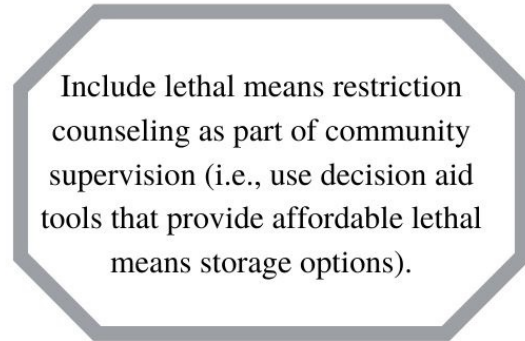 Include lethal means restriction
counseling as part of community
supervision (i.e., use decision aid
tools that provide affordable lethal
means storage options).